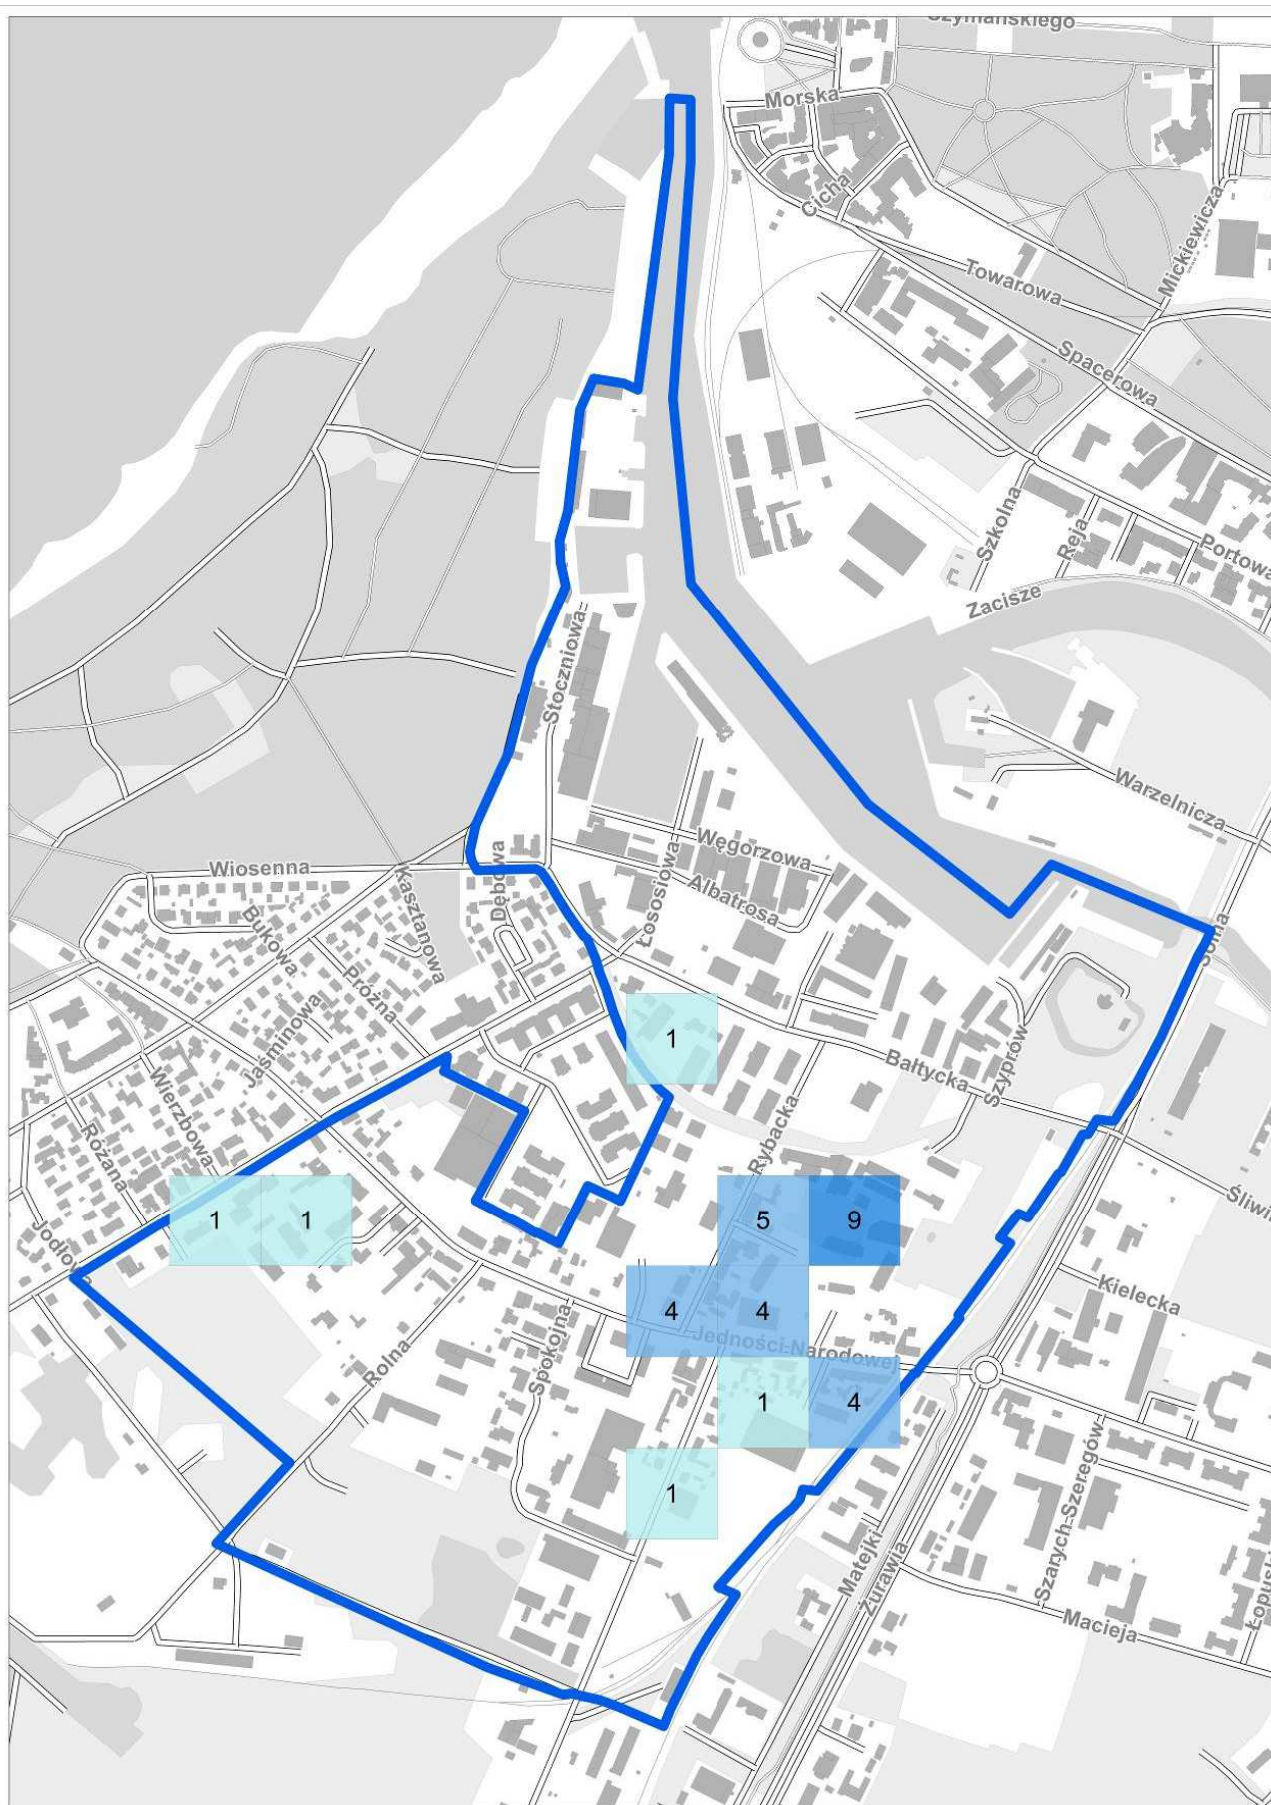 Szymańskiego
Morska
Cicha
Mickiewicza
Towarowa
Spacerowa
Szkolna
Reja
Portowa
Zacisze
Stoczniowa
Warzelnicza
Węgorzowa
Wiosenna
Dębowa
Łososiowa
Albatrosa
Kasztanowa
Bukowa
Solna
Próżna
Jaśminowa
1
Bałtycka
Szyprów
Wierzbowa
Rybacka
Różana
Jodłowa
1
1
5
9
Kielecka
4
4
Jedności Narodowej
Spokojna
Rolna
1
4
1
Szarych Szeregów
Matejki
Żurawia
Macieja